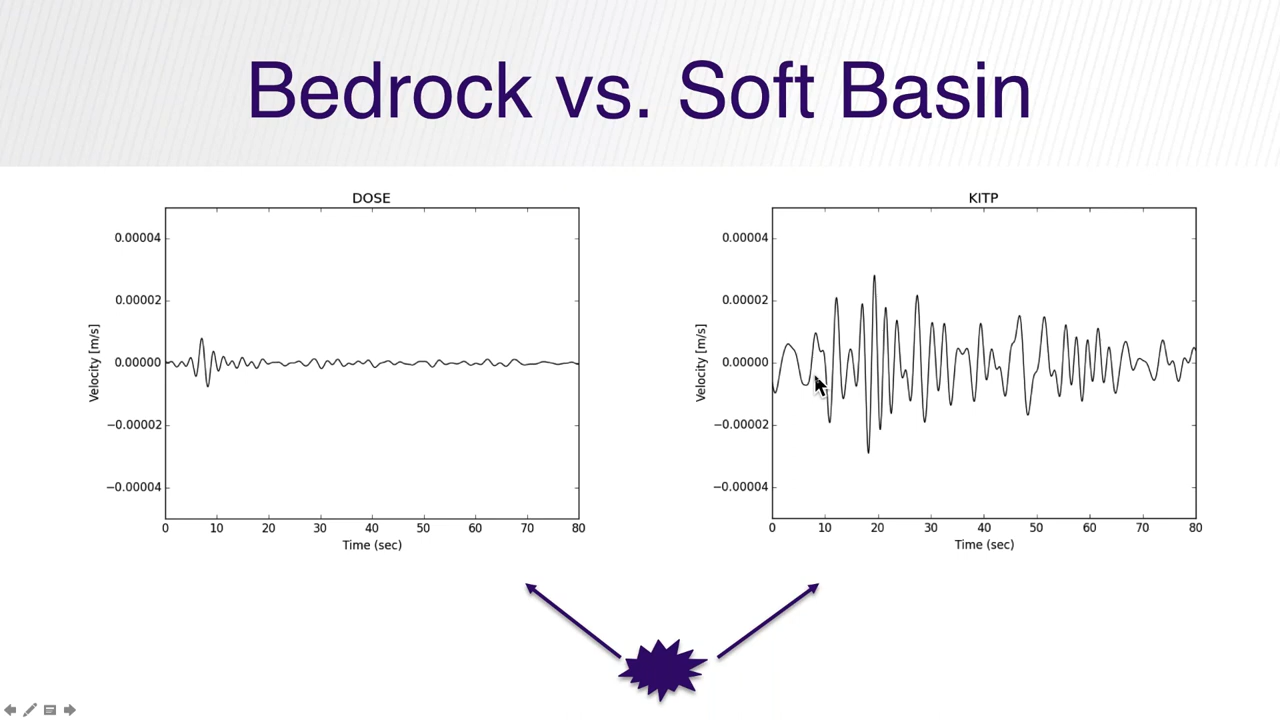 Bedrock vs. Soft Basin
DOSE
0.00004
0.00002
0.00000
−0.00002
−0.00004
Velocity [m/s]
0 10 20 30 40 50 60 70 80
Time (sec)
KITP
0.00004
0.00002
0.00000
−0.00002
−0.00004
Velocity [m/s]
0 10 20 30 40 50 60 70 80
Time (sec)